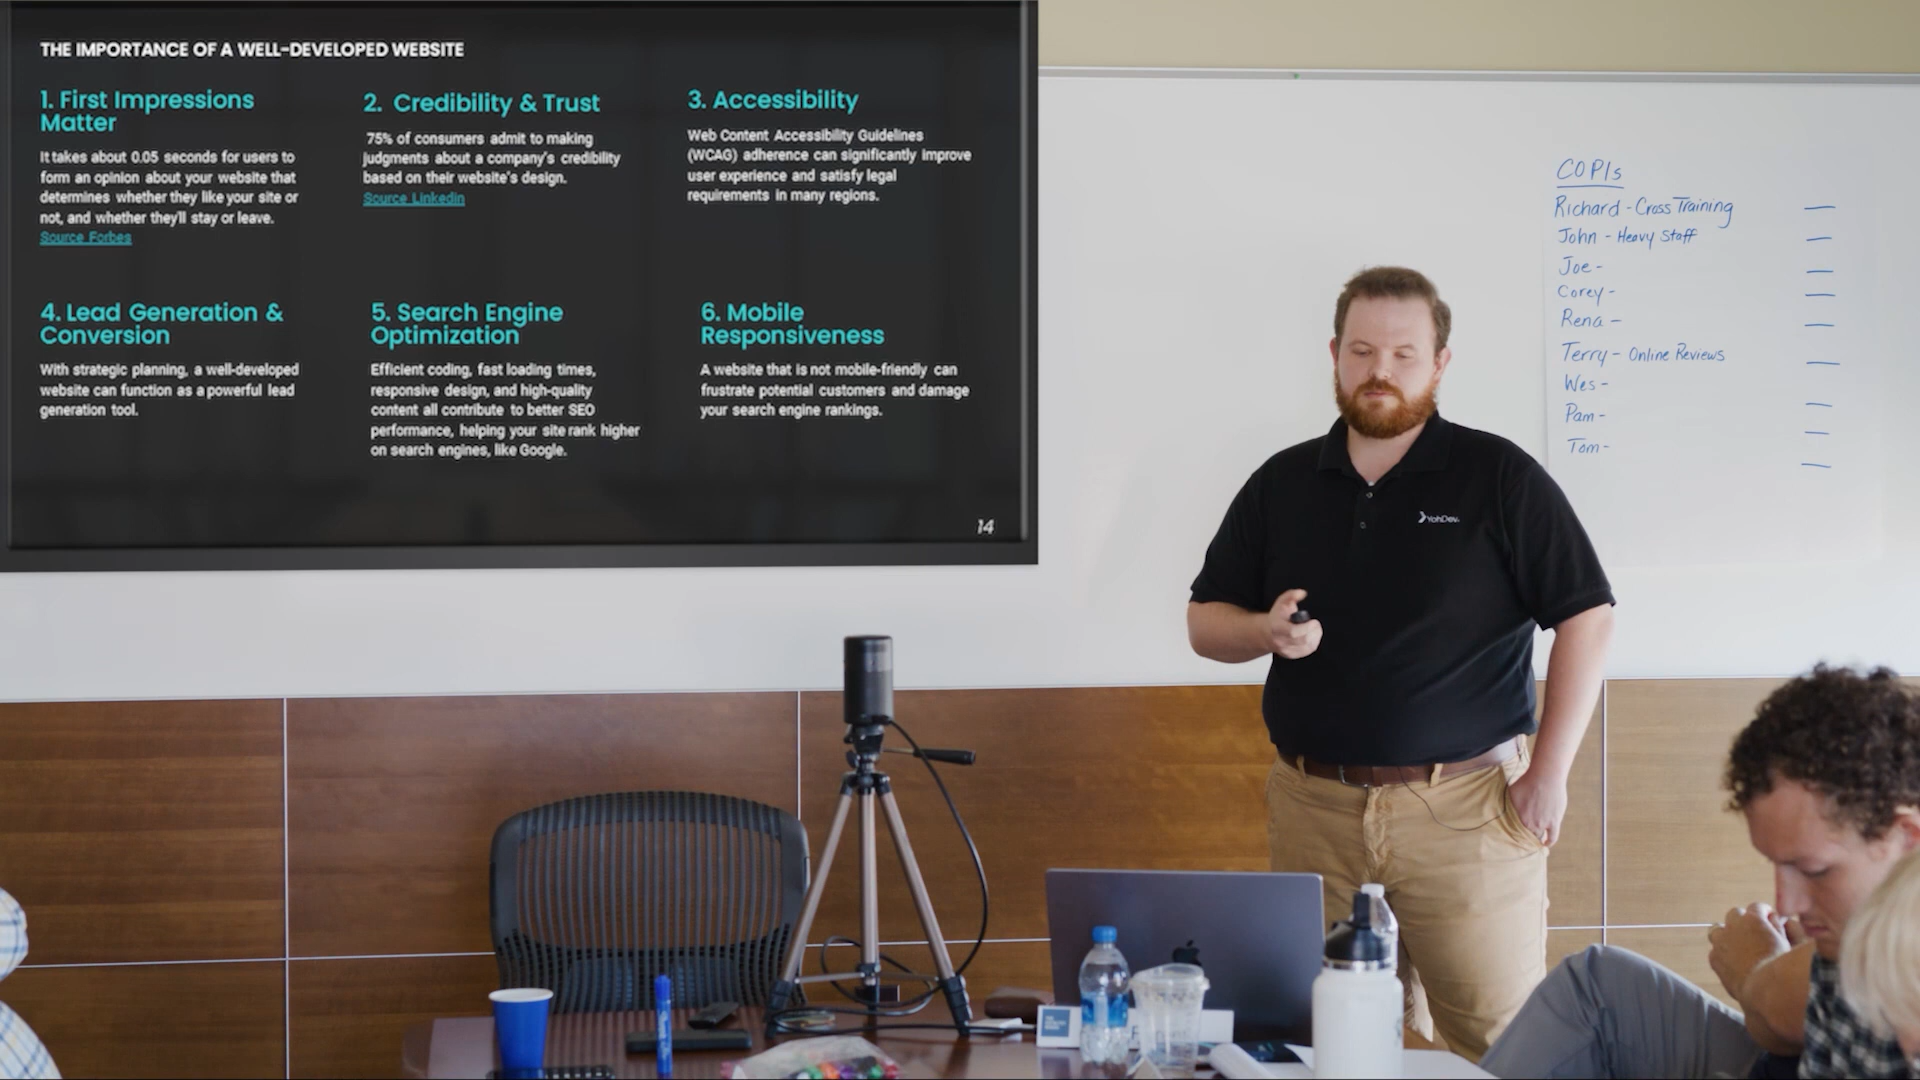 THE IMPORTANCE OF A WELL-DEVELOPED WEBSITE
1. First Impressions
Matter
It takes about 0.05 seconds for users to
form an opinion about your website that
determines whether they like your site or
not, and whether they'll stay or leave.
Source Forbes
2. Credibility & Trust
75% of consumers admit to making
judgments about a company's credibility
based on their website's design.
Source Linkedin
3. Accessibility
Web Content Accessibility Guidelines
(WCAG) adherence can significantly improve
user experience and satisfy legal
requirements in many regions.
4. Lead Generation &
Conversion
With strategic planning, a well-developed
website can function as a powerful lead
generation tool.
5. Search Engine
Optimization
Efficient coding, fast loading times,
responsive design, and high-quality
content all contribute to better SEO
performance, helping your site rank higher
on search engines, like Google.
6. Mobile
Responsiveness
A website that is not mobile-friendly can
frustrate potential customers and damage
your search engine rankings.
14
COPIs
Richard - Cross Training
John - Heavy Staff
Joe -
Corey -
Rena -
Terry - Online Reviews
Wes -
Pam -
Tom -
YohDev.